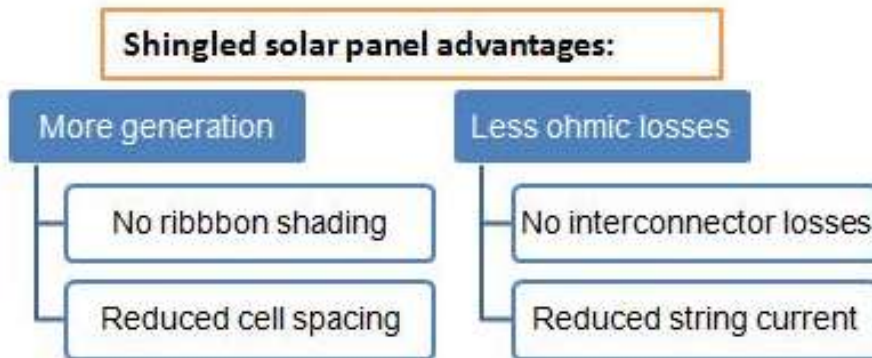 Shingled solar panel advantages:
More generation
No ribbbon shading
Reduced cell spacing
Less ohmic losses
No interconnector losses
Reduced string current